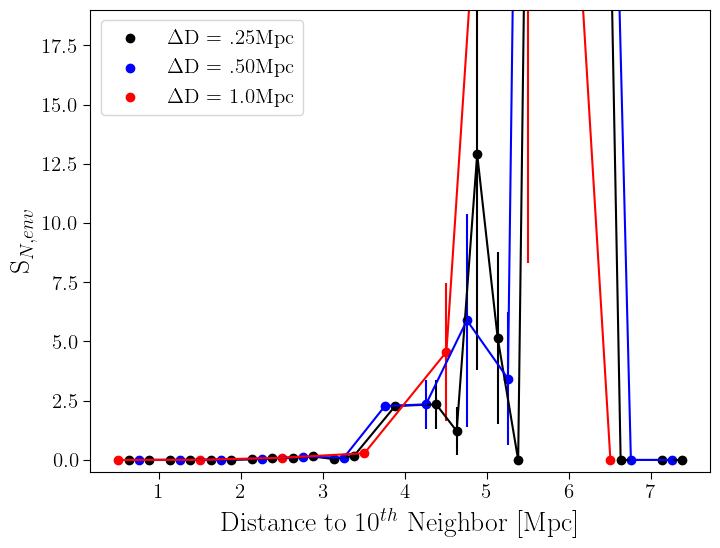 ΔD = .25Mpc
ΔD = .50Mpc
ΔD = 1.0Mpc
17.5
15.0
12.5
10.0
7.5
5.0
2.5
0.0
S_{N,env}
1 2 3 4 5 6 7
Distance to 10^{th} Neighbor [Mpc]